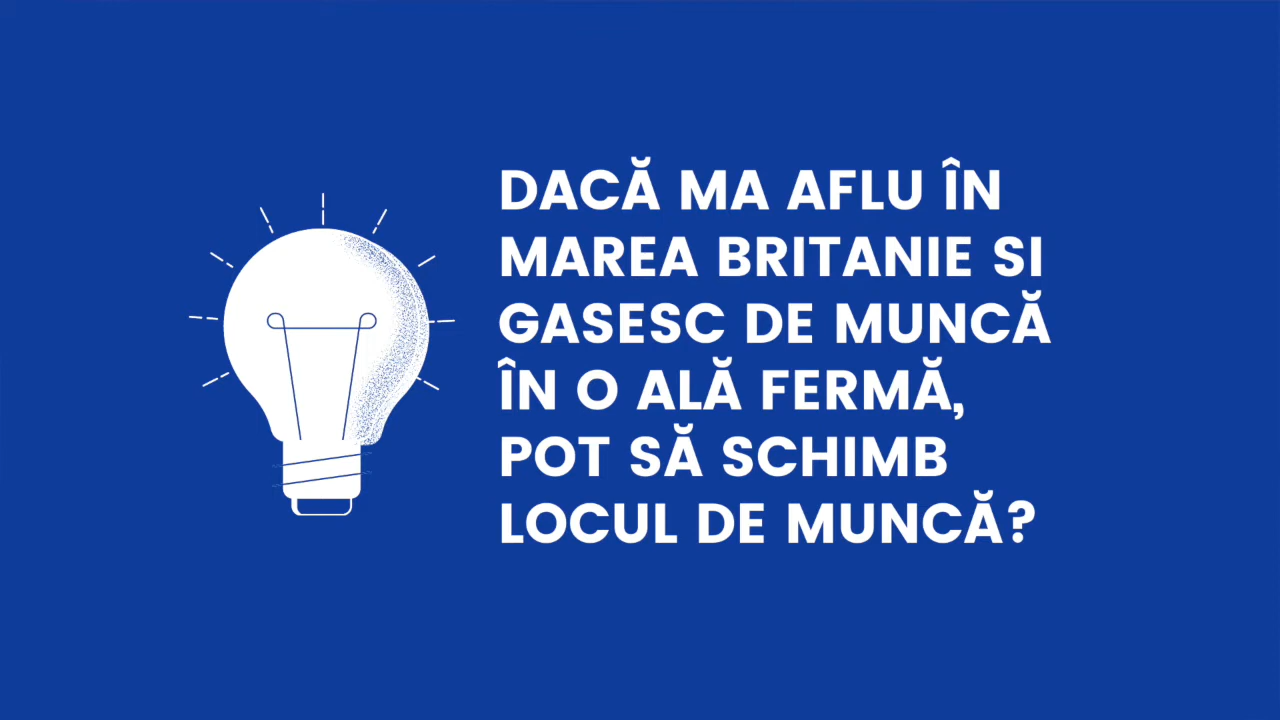 DACĂ MA AFLU ÎN
MAREA BRITANIE SI
GASESC DE MUNCĂ
ÎN O ALĂ FERMĂ,
POT SĂ SCHIMB
LOCUL DE MUNCĂ?